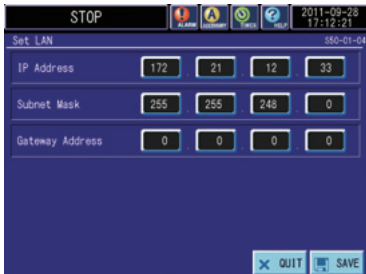 STOP
ALARM
ACCESSORY
TIMER
HELP
2011-09-28
17:12:21
Set LAN
S50-01-04
IP Address 172 . 21 . 12 . 33
Subnet Mask 255 . 255 . 248 . 0
Gateway Address 0 . 0 . 0 . 0
QUIT
SAVE